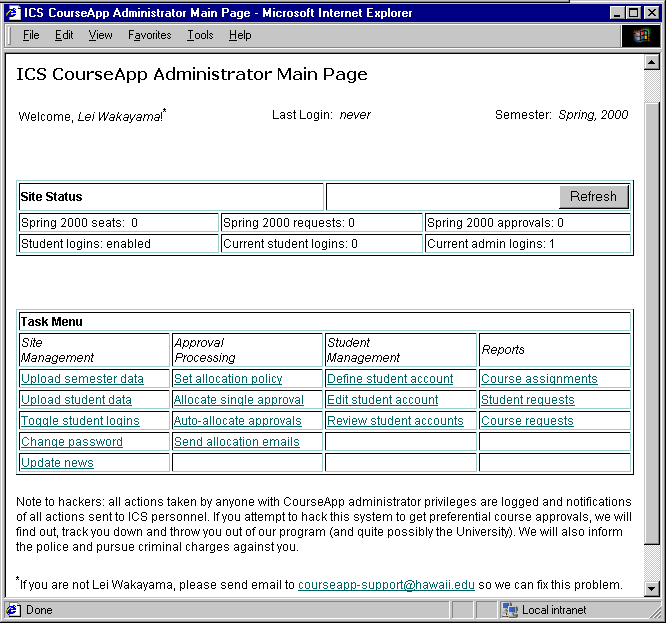 ICS CourseApp Administrator Main Page - Microsoft Internet Explorer
File Edit View Favorites Tools Help
ICS CourseApp Administrator Main Page
Welcome, Lei Wakayama!* Last Login: never Semester: Spring, 2000
Site Status Refresh
Spring 2000 seats: 0 Spring 2000 requests: 0 Spring 2000 approvals: 0
Student logins: enabled Current student logins: 0 Current admin logins: 1
Task Menu
Site Management Approval Processing Student Management Reports
Upload semester data Set allocation policy Define student account Course assignments
Upload student data Allocate single approval Edit student account Student requests
Toggle student logins Auto-allocate approvals Review student accounts Course requests
Change password Send allocation emails
Update news
Note to hackers: all actions taken by anyone with CourseApp administrator privileges are logged and notifications
of all actions sent to ICS personnel. If you attempt to hack this system to get preferential course approvals, we will
find out, track you down and throw you out of our program (and quite possibly the University). We will also inform
the police and pursue criminal charges against you.
*If you are not Lei Wakayama, please send email to courseapp-support@hawaii.edu so we can fix this problem.
Done Local intranet